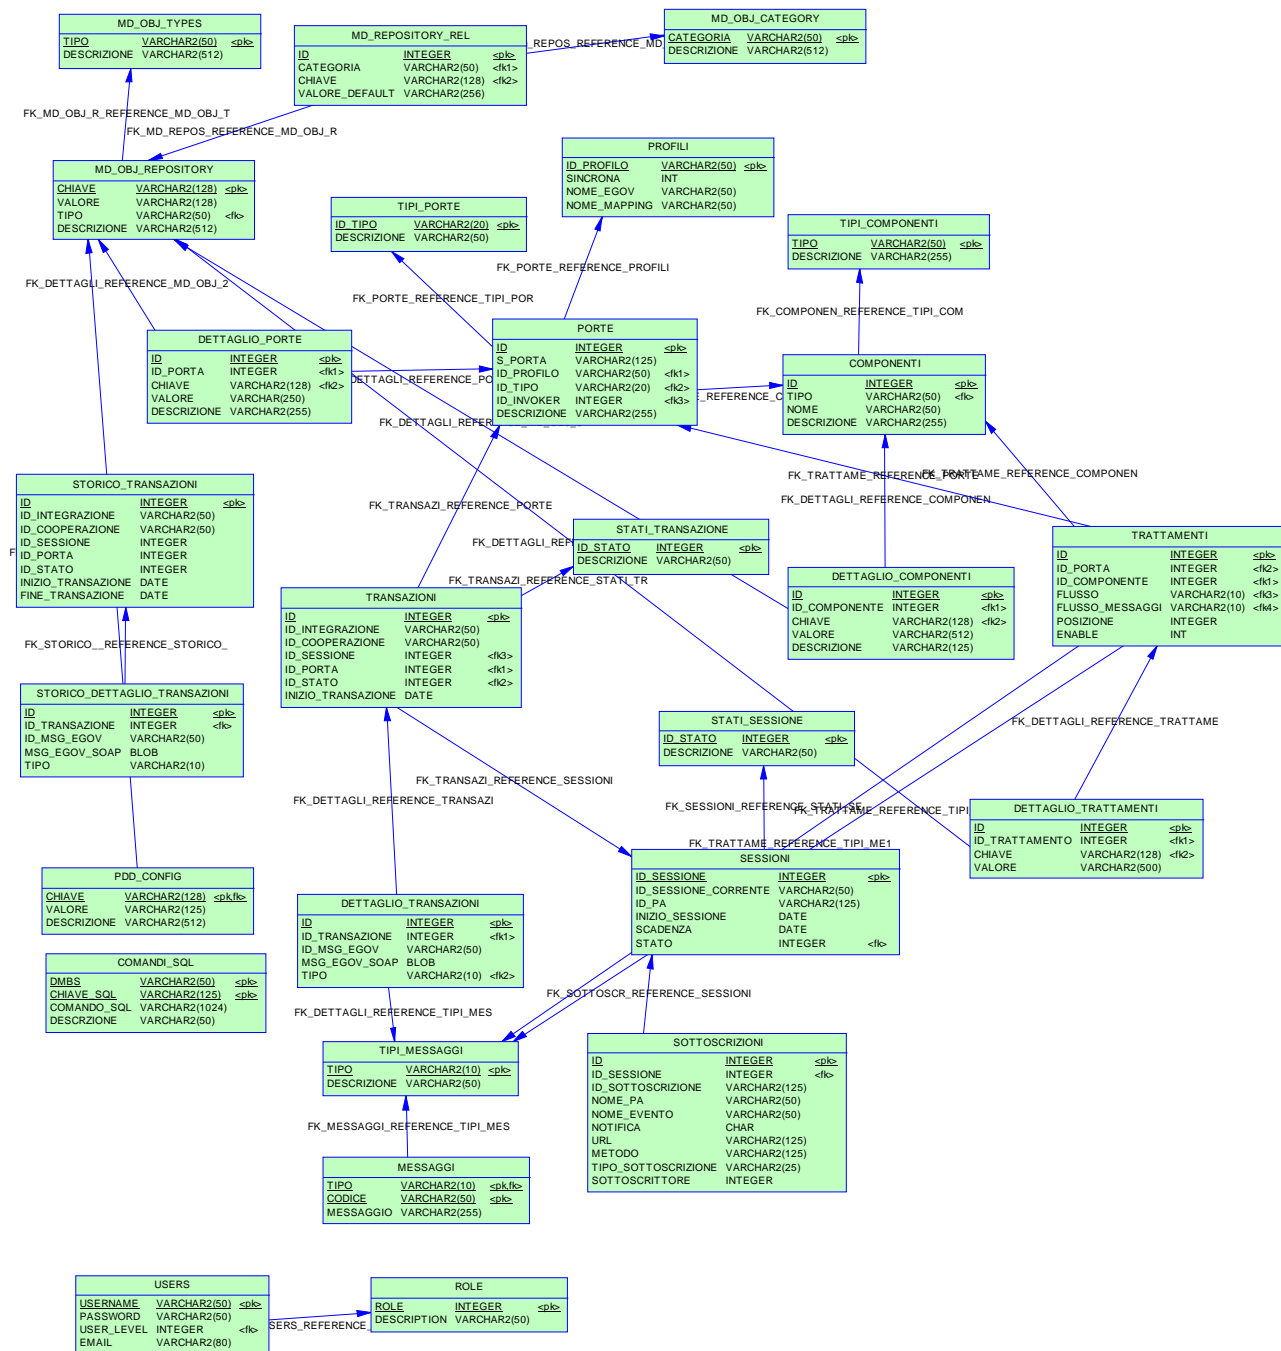 MD_OBJ_TYPES
TIPO VARCHAR2(50) <pk>
DESCRIZIONE VARCHAR2(512)
MD_REPOSITORY_REL
ID INTEGER <pk>
CATEGORIA VARCHAR2(50) <fk1>
CHIAVE VARCHAR2(128) <fk2>
VALORE_DEFAULT VARCHAR2(256)
_REPOS_REFERENCE_MD_
MD_OBJ_CATEGORY
CATEGORIA VARCHAR2(50) <pk>
DESCRIZIONE VARCHAR2(512)
FK_MD_OBJ_R_REFERENCE_MD_OBJ_T
FK_MD_REPOS_REFERENCE_MD_OBJ_R
MD_OBJ_REPOSITORY
CHIAVE VARCHAR2(128) <pk>
VALORE VARCHAR2(128)
TIPO VARCHAR2(50) <fk>
DESCRIZIONE VARCHAR2(512)
PROFILI
ID_PROFILO VARCHAR2(50) <pk>
SINCRONA INT
NOME_EGOV VARCHAR2(50)
NOME_MAPPING VARCHAR2(50)
TIPI_PORTE
ID_TIPO VARCHAR2(20) <pk>
DESCRIZIONE VARCHAR2(50)
TIPI_COMPONENTI
TIPO VARCHAR2(50) <pk>
DESCRIZIONE VARCHAR2(255)
FK_PORTE_REFERENCE_PROFILI
FK_DETTAGLI_REFERENCE_MD_OBJ_2
FK_PORTE_REFERENCE_TIPI_POR
FK_COMPONEN_REFERENCE_TIPI_COM
DETTAGLIO_PORTE
ID INTEGER <pk>
ID_PORTA INTEGER <fk1>
CHIAVE VARCHAR2(128) <fk2>
VALORE VARCHAR(250)
DESCRIZIONE VARCHAR2(255)
DETTAGLI_REFERENCE_PO
PORTE
ID INTEGER <pk>
S_PORTA VARCHAR2(125)
ID_PROFILO VARCHAR2(50) <fk1>
ID_TIPO VARCHAR2(20) <fk2>
ID_INVOKER INTEGER <fk3>
DESCRIZIONE VARCHAR2(255)
E_REFERENCE_C
COMPONENTI
ID INTEGER <pk>
TIPO VARCHAR2(50) <fk>
NOME VARCHAR2(50)
DESCRIZIONE VARCHAR2(255)
FK_DETTAGLI_REFER
FK_TRATTAME_REFERENCE_PORTE
FK_TRATTAME_REFERENCE_COMPONEN
FK_DETTAGLI_REFERENCE_COMPONEN
STORICO_TRANSAZIONI
ID INTEGER <pk>
ID_INTEGRAZIONE VARCHAR2(50)
ID_COOPERAZIONE VARCHAR2(50)
ID_SESSIONE INTEGER
ID_PORTA INTEGER
ID_STATO INTEGER
INIZIO_TRANSAZIONE DATE
FINE_TRANSAZIONE DATE
FK_TRANSAZI_REFERENCE_PORTE
STATI_TRANSAZIONE
ID_STATO INTEGER <pk>
DESCRIZIONE VARCHAR2(50)
FK_DETTAGLI_REF
FK_TRANSAZI_REFERENCE_STATI_TR
TRATTAMENTI
ID INTEGER <pk>
ID_PORTA INTEGER <fk2>
ID_COMPONENTE INTEGER <fk1>
FLUSSO VARCHAR2(10) <fk3>
FLUSSO_MESSAGGI VARCHAR2(10) <fk4>
POSIZIONE INTEGER
ENABLE INT
DETTAGLIO_COMPONENTI
ID INTEGER <pk>
ID_COMPONENTE INTEGER <fk1>
CHIAVE VARCHAR2(128) <fk2>
VALORE VARCHAR2(512)
DESCRIZIONE VARCHAR2(125)
TRANSAZIONI
ID INTEGER <pk>
ID_INTEGRAZIONE VARCHAR2(50)
ID_COOPERAZIONE VARCHAR2(50)
ID_SESSIONE INTEGER <fk3>
ID_PORTA INTEGER <fk1>
ID_STATO INTEGER <fk2>
INIZIO_TRANSAZIONE DATE
FK_STORICO__REFERENCE_STORICO_
STORICO_DETTAGLIO_TRANSAZIONI
ID INTEGER <pk>
ID_TRANSAZIONE INTEGER <fk>
ID_MSG_EGOV VARCHAR2(50)
MSG_EGOV_SOAP BLOB
TIPO VARCHAR2(10)
STATI_SESSIONE
ID_STATO INTEGER <pk>
DESCRIZIONE VARCHAR2(50)
FK_DETTAGLI_REFERENCE_TRATTAME
FK_TRANSAZI_REFERENCE_SESSIONI
FK_DETTAGLI_REFERENCE_TRANSAZI
FK_SESSIONI_REFERENCE_STATI_SE
FK_TRATTAME_REFERENCE_TIPI
FK_TRATTAME_REFERENCE_TIPI_ME1
DETTAGLIO_TRATTAMENTI
ID INTEGER <pk>
ID_TRATTAMENTO INTEGER <fk1>
CHIAVE VARCHAR2(128) <fk2>
VALORE VARCHAR2(500)
PDD_CONFIG
CHIAVE VARCHAR2(128) <pk,fk>
VALORE VARCHAR2(125)
DESCRIZIONE VARCHAR2(512)
SESSIONI
ID_SESSIONE INTEGER <pk>
ID_SESSIONE_CORRENTE VARCHAR2(50)
ID_PA VARCHAR2(125)
INIZIO_SESSIONE DATE
SCADENZA DATE
STATO INTEGER <fk>
DETTAGLIO_TRANSAZIONI
ID INTEGER <pk>
ID_TRANSAZIONE INTEGER <fk1>
ID_MSG_EGOV VARCHAR2(50)
MSG_EGOV_SOAP BLOB
TIPO VARCHAR2(10) <fk2>
COMANDI_SQL
DMBS VARCHAR2(50) <pk>
CHIAVE_SQL VARCHAR2(125) <pk>
COMANDO_SQL VARCHAR2(1024)
DESCRZIONE VARCHAR2(50)
FK_SOTTOSCR_REFERENCE_SESSIONI
FK_DETTAGLI_REFERENCE_TIPI_MES
TIPI_MESSAGGI
TIPO VARCHAR2(10) <pk>
DESCRIZIONE VARCHAR2(50)
SOTTOSCRIZIONI
ID INTEGER <pk>
ID_SESSIONE INTEGER <fk>
ID_SOTTOSCRIZIONE VARCHAR2(125)
NOME_PA VARCHAR2(50)
NOME_EVENTO VARCHAR2(50)
NOTIFICA CHAR
URL VARCHAR2(125)
METODO VARCHAR2(125)
TIPO_SOTTOSCRIZIONE VARCHAR2(25)
SOTTOSCRITTORE INTEGER
FK_MESSAGGI_REFERENCE_TIPI_MES
MESSAGGI
TIPO VARCHAR2(10) <pk,fk>
CODICE VARCHAR2(50) <pk>
MESSAGGIO VARCHAR2(255)
USERS
USERNAME VARCHAR2(50) <pk>
PASSWORD VARCHAR2(50)
USER_LEVEL INTEGER <fk>
EMAIL VARCHAR2(80)
SERS_REFERENCE_
ROLE
ROLE INTEGER <pk>
DESCRIPTION VARCHAR2(50)